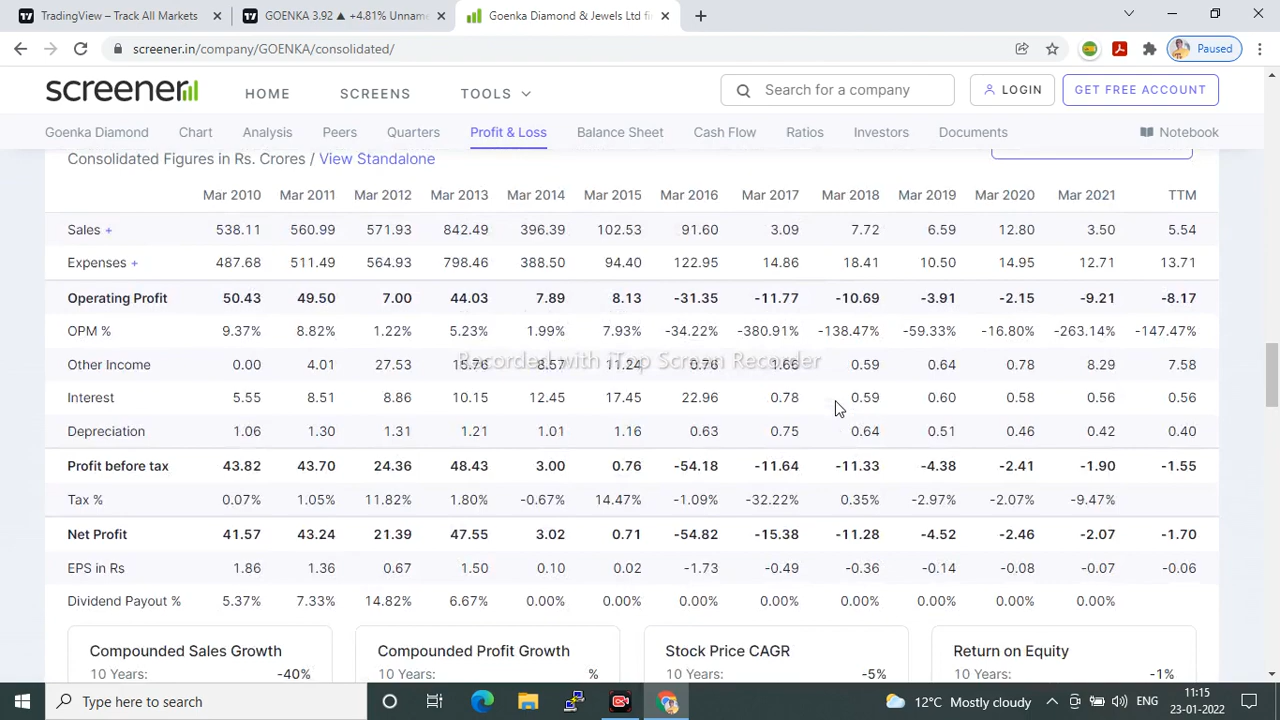 TradingView – Track All Markets
GOENKA 3.92 ▲ +4.81% Unname
Goenka Diamond & Jewels Ltd fi
screener.in/company/GOENKA/consolidated/
Paused
screener
HOME
SCREENS
TOOLS
Search for a company
LOGIN
GET FREE ACCOUNT
Goenka Diamond Chart Analysis Peers Quarters Profit & Loss Balance Sheet Cash Flow Ratios Investors Documents Notebook
Consolidated Figures in Rs. Crores / View Standalone
Mar 2010 Mar 2011 Mar 2012 Mar 2013 Mar 2014 Mar 2015 Mar 2016 Mar 2017 Mar 2018 Mar 2019 Mar 2020 Mar 2021 TTM
Sales + 538.11 560.99 571.93 842.49 396.39 102.53 91.60 3.09 7.72 6.59 12.80 3.50 5.54
Expenses + 487.68 511.49 564.93 798.46 388.50 94.40 122.95 14.86 18.41 10.50 14.95 12.71 13.71
Operating Profit 50.43 49.50 7.00 44.03 7.89 8.13 -31.35 -11.77 -10.69 -3.91 -2.15 -9.21 -8.17
OPM % 9.37% 8.82% 1.22% 5.23% 1.99% 7.93% -34.22% -380.91% -138.47% -59.33% -16.80% -263.14% -147.47%
Recorded with iTop Screen Recorder
Other Income 0.00 4.01 27.53 15.76 8.57 11.24 0.76 1.66 0.59 0.64 0.78 8.29 7.58
Interest 5.55 8.51 8.86 10.15 12.45 17.45 22.96 0.78 0.59 0.60 0.58 0.56 0.56
Depreciation 1.06 1.30 1.31 1.21 1.01 1.16 0.63 0.75 0.64 0.51 0.46 0.42 0.40
Profit before tax 43.82 43.70 24.36 48.43 3.00 0.76 -54.18 -11.64 -11.33 -4.38 -2.41 -1.90 -1.55
Tax % 0.07% 1.05% 11.82% 1.80% -0.67% 14.47% -1.09% -32.22% 0.35% -2.97% -2.07% -9.47%
Net Profit 41.57 43.24 21.39 47.55 3.02 0.71 -54.82 -15.38 -11.28 -4.52 -2.46 -2.07 -1.70
EPS in Rs 1.86 1.36 0.67 1.50 0.10 0.02 -1.73 -0.49 -0.36 -0.14 -0.08 -0.07 -0.06
Dividend Payout % 5.37% 7.33% 14.82% 6.67% 0.00% 0.00% 0.00% 0.00% 0.00% 0.00% 0.00% 0.00%
Compounded Sales Growth
10 Years: -40%
Compounded Profit Growth
10 Years: %
Stock Price CAGR
10 Years: -5%
Return on Equity
10 Years: -1%
Type here to search
12°C Mostly cloudy
ENG
11:15
23-01-2022